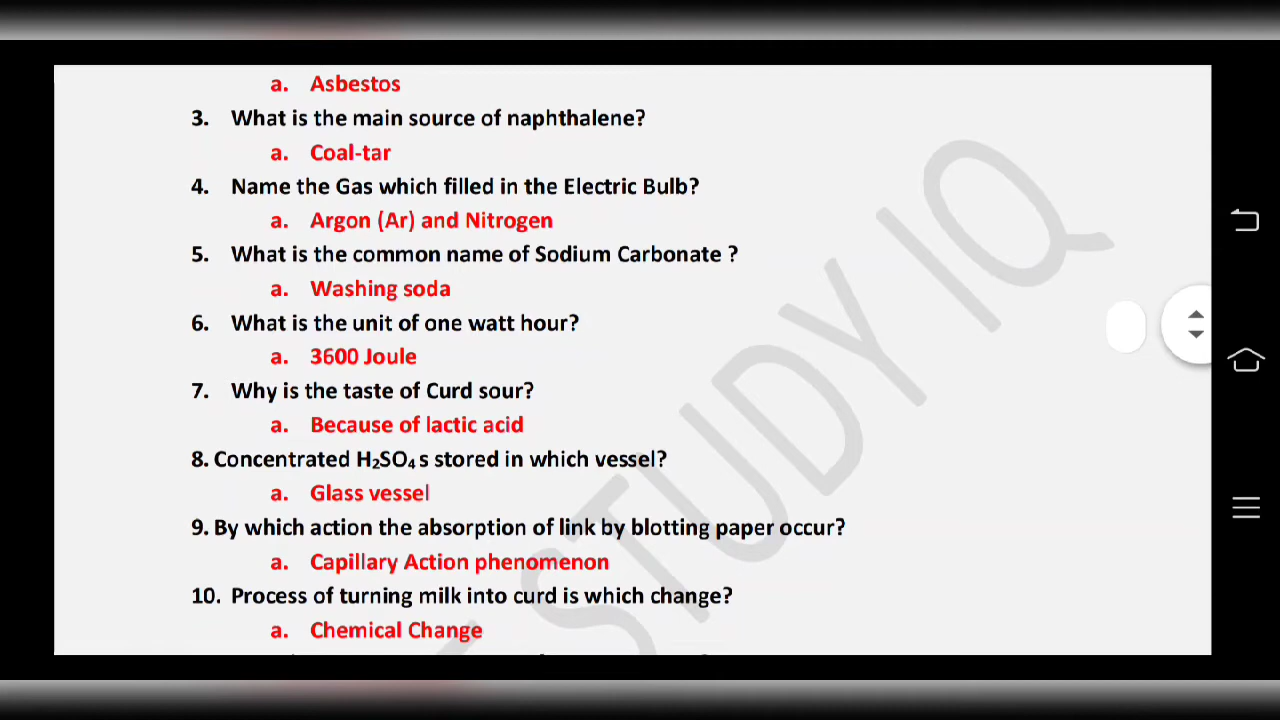 a. Asbestos
3. What is the main source of naphthalene?
a. Coal-tar
4. Name the Gas which filled in the Electric Bulb?
a. Argon (Ar) and Nitrogen
5. What is the common name of Sodium Carbonate ?
a. Washing soda
6. What is the unit of one watt hour?
a. 3600 Joule
7. Why is the taste of Curd sour?
a. Because of lactic acid
8. Concentrated H₂SO₄ s stored in which vessel?
a. Glass vessel
9. By which action the absorption of link by blotting paper occur?
a. Capillary Action phenomenon
10. Process of turning milk into curd is which change?
a. Chemical Change
STUDY IQ